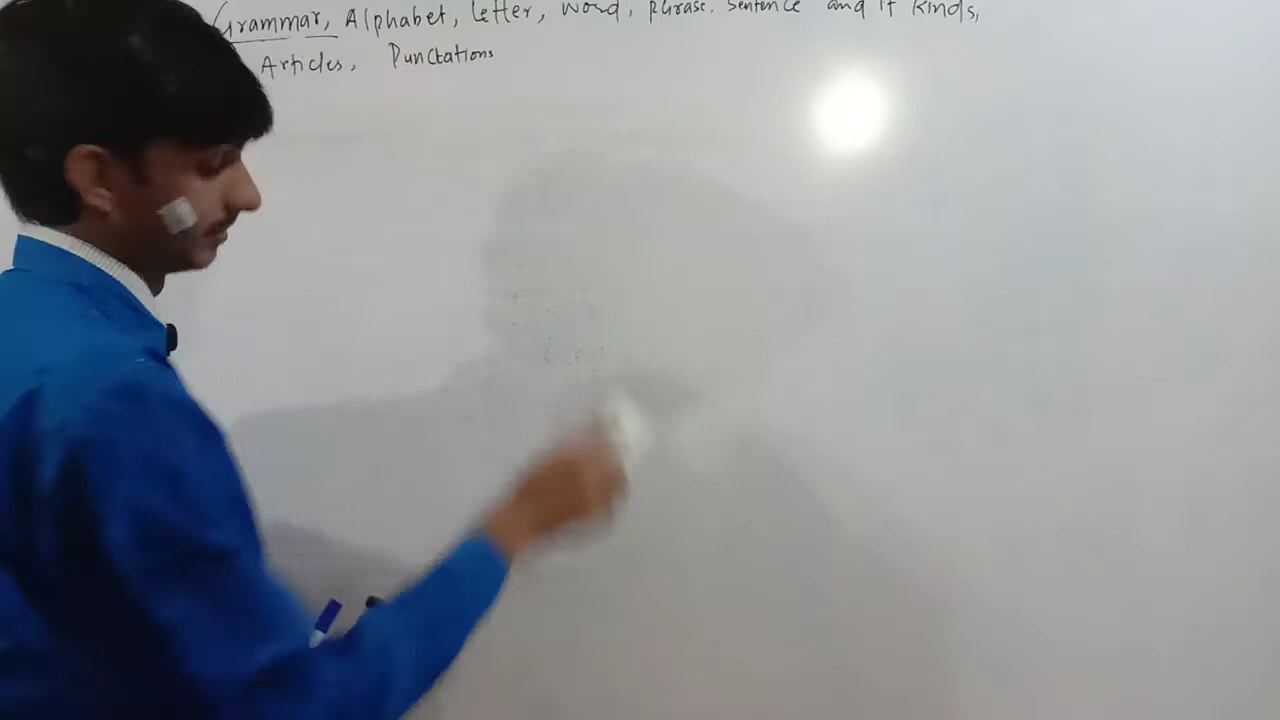 Grammar, Alphabet, letter, word, phrase, sentence and it kinds,
Articles, Punctations